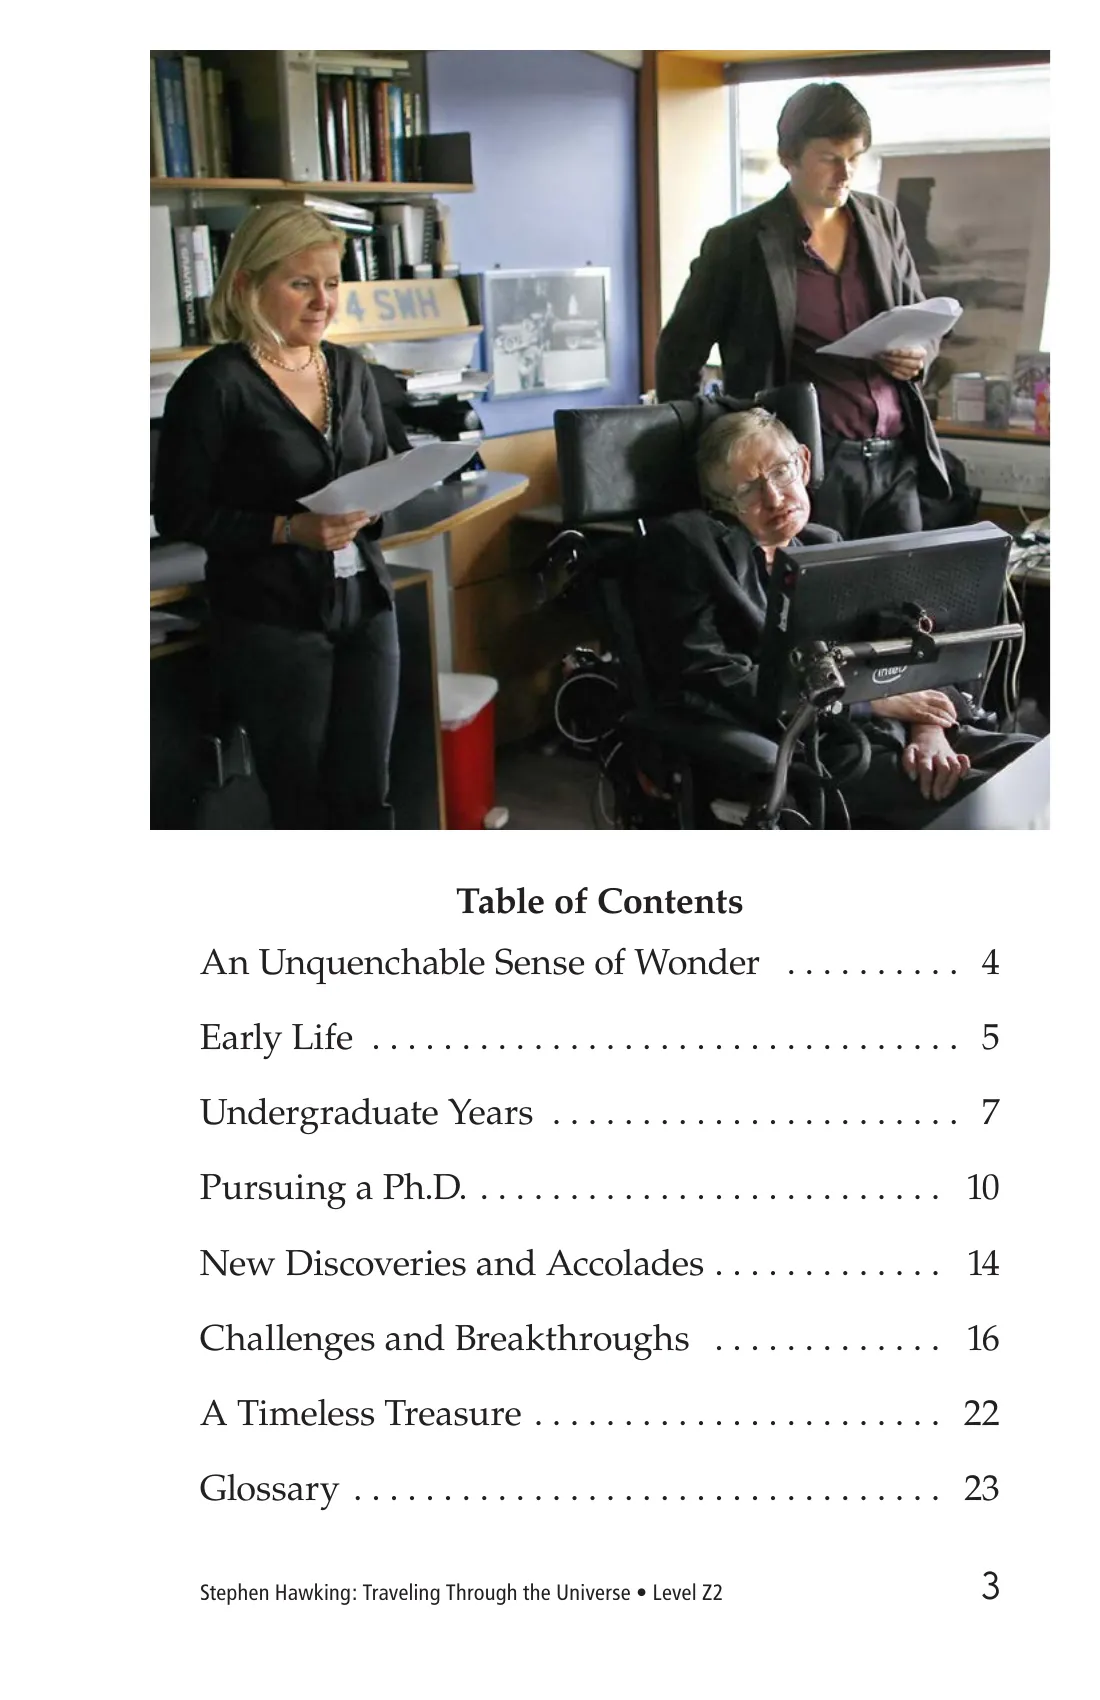 GRAVITATION
4 SWH
intel
Table of Contents
An Unquenchable Sense of Wonder . . . . . . . . . . 4
Early Life . . . . . . . . . . . . . . . . . . . . . . . . . . . . . . . . . 5
Undergraduate Years . . . . . . . . . . . . . . . . . . . . . . . 7
Pursuing a Ph.D. . . . . . . . . . . . . . . . . . . . . . . . . . . 10
New Discoveries and Accolades . . . . . . . . . . . . . 14
Challenges and Breakthroughs . . . . . . . . . . . . . 16
A Timeless Treasure . . . . . . . . . . . . . . . . . . . . . . . 22
Glossary . . . . . . . . . . . . . . . . . . . . . . . . . . . . . . . . . 23
Stephen Hawking: Traveling Through the Universe • Level Z2 3